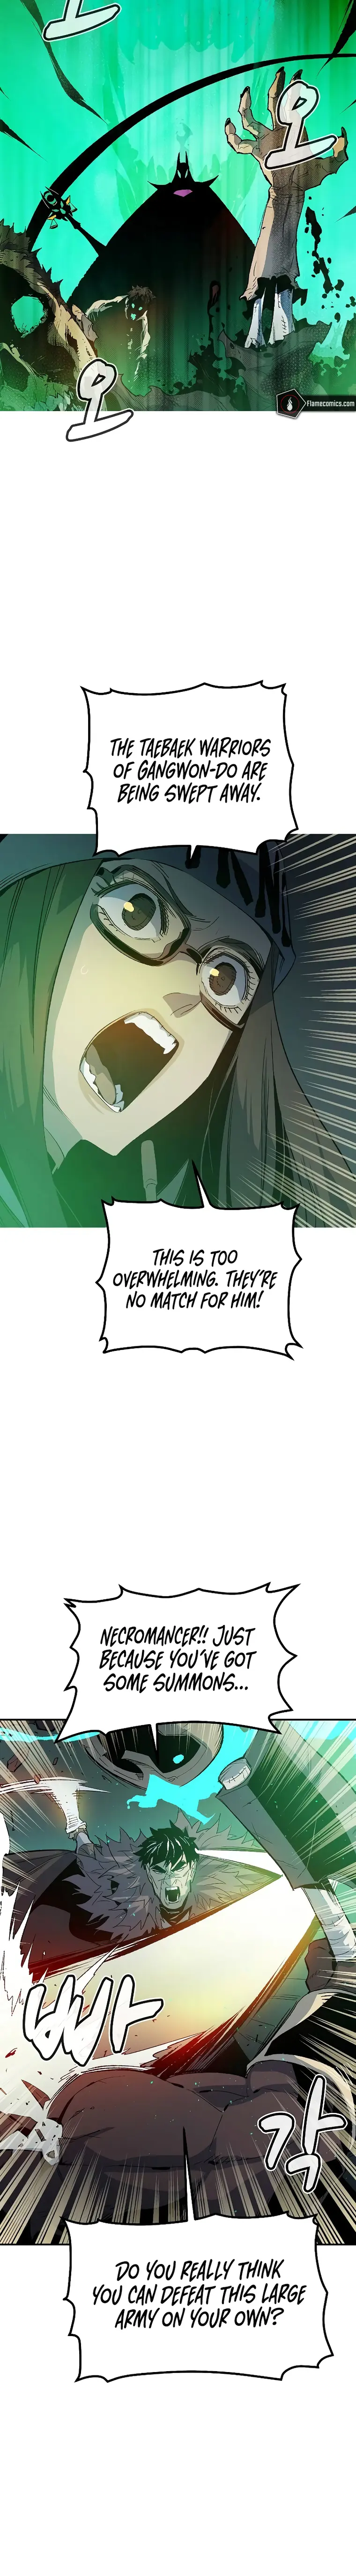 오
오
오
Flamecomics.com
THE TAEBAEK WARRIORS
OF GANGWON-DO ARE
BEING SWEPT AWAY.
THIS IS TOO
OVERWHELMING. THEY'RE
NO MATCH FOR HIM!
NECROMANCER!! JUST
BECAUSE YOU'VE GOT
SOME SUMMONS...
빠
각
DO YOU REALLY THINK
YOU CAN DEFEAT THIS LARGE
ARMY ON YOUR OWN?